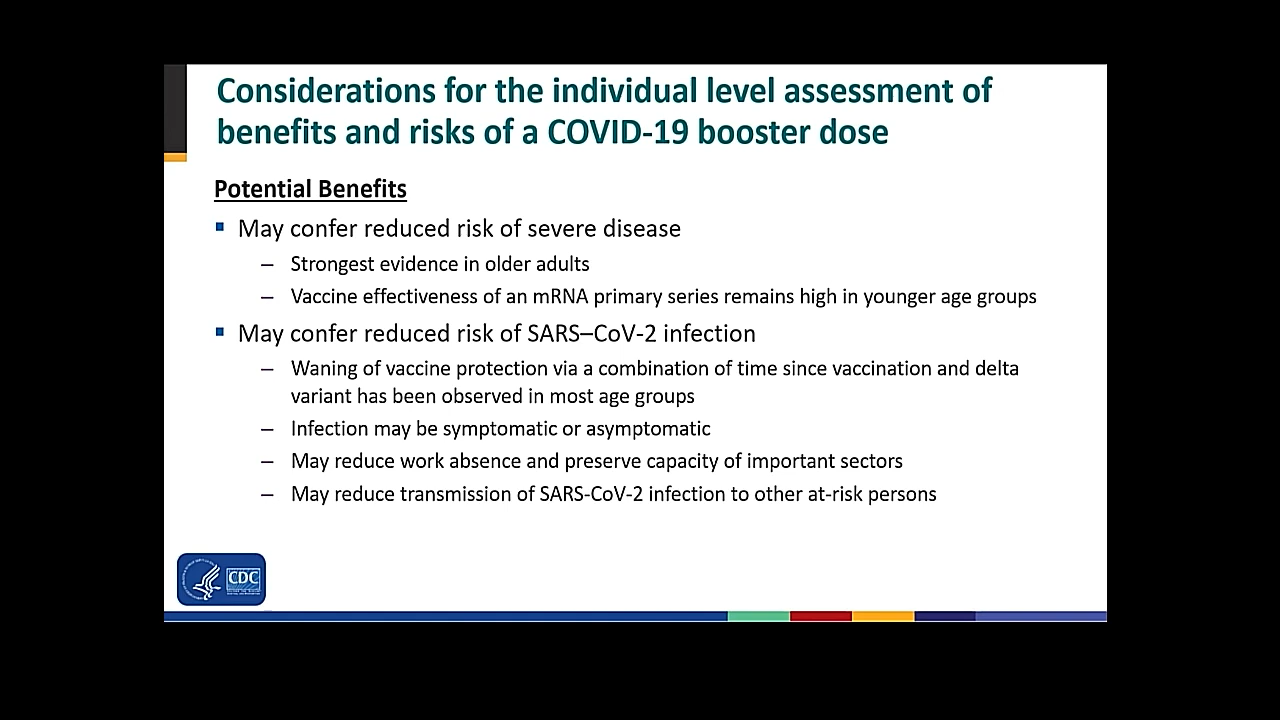 Considerations for the individual level assessment of
benefits and risks of a COVID-19 booster dose
Potential Benefits
▪ May confer reduced risk of severe disease
– Strongest evidence in older adults
– Vaccine effectiveness of an mRNA primary series remains high in younger age groups
▪ May confer reduced risk of SARS–CoV-2 infection
– Waning of vaccine protection via a combination of time since vaccination and delta
variant has been observed in most age groups
– Infection may be symptomatic or asymptomatic
– May reduce work absence and preserve capacity of important sectors
– May reduce transmission of SARS-CoV-2 infection to other at-risk persons
CDC